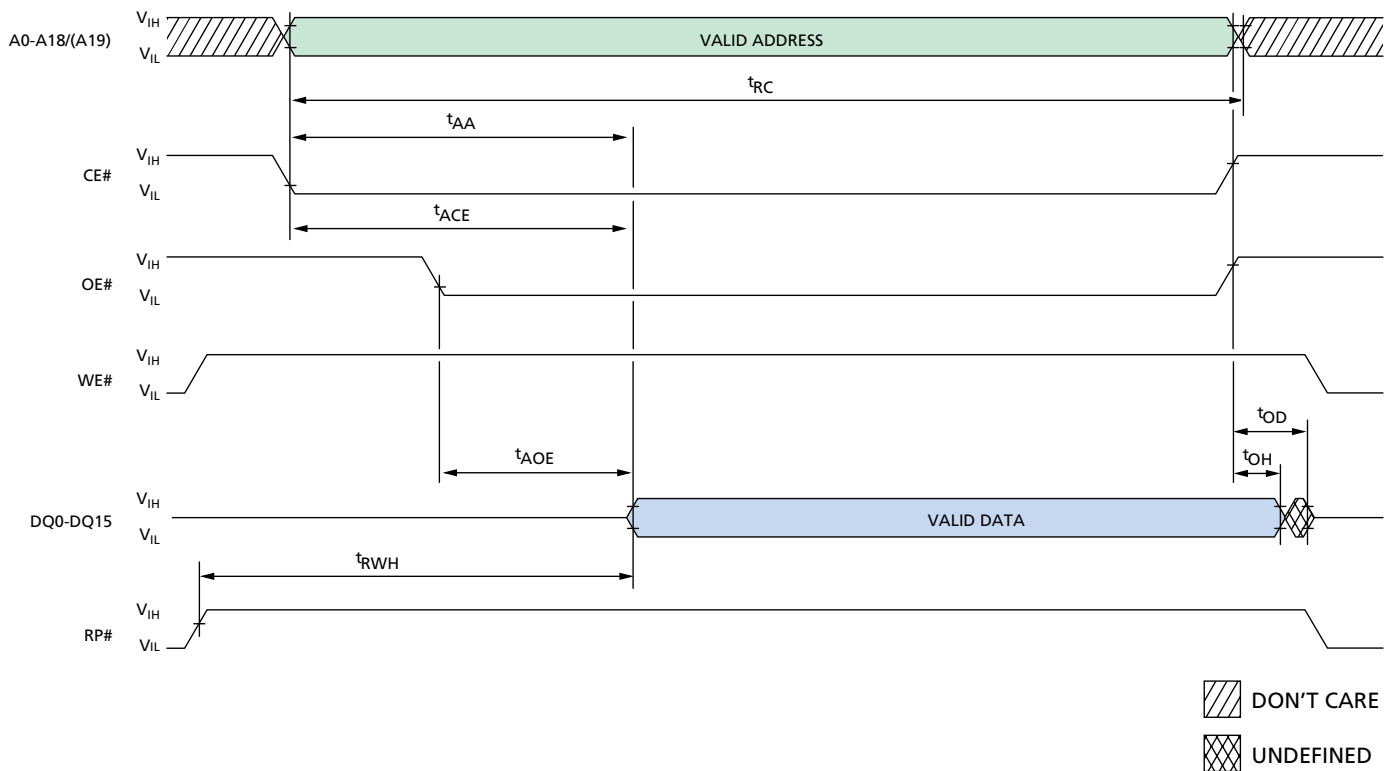 VIH
A0-A18/(A19)
VALID ADDRESS
VIL
tRC
tAA
VIH
CE#
VIL
tACE
VIH
OE#
VIL
VIH
WE#
VIL
tOD
tAOE
tOH
VIH
DQ0-DQ15
VALID DATA
VIL
tRWH
VIH
RP#
VIL
DON'T CARE
UNDEFINED